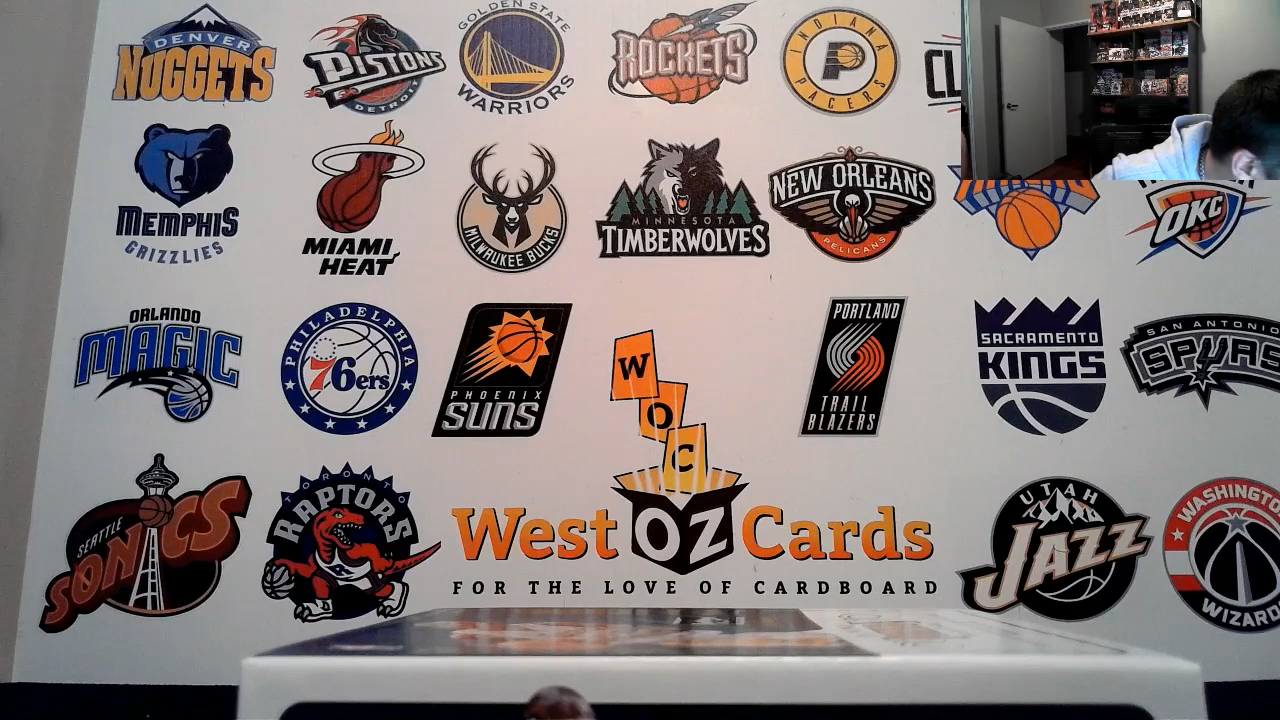 DENVER
NUGGETS
PISTONS
DETROIT
GOLDEN STATE
WARRIORS
ROCKETS
INDIANA
PACERS
CL
MEMPHIS
GRIZZLIES
MIAMI
HEAT
MILWAUKEE BUCKS
MINNESOTA
TIMBERWOLVES
NEW ORLEANS
PELICANS
OKC
ORLANDO
MAGIC
PHILADELPHIA
76ers
PHOENIX
SUNS
W
O
C
PORTLAND
TRAIL
BLAZERS
SACRAMENTO
KINGS
SAN ANTONIO
SPURS
SEATTLE
SONICS
TORONTO
RAPTORS
West OZ Cards
FOR THE LOVE OF CARDBOARD
UTAH
JAZZ
WASHINGTON
WIZARD